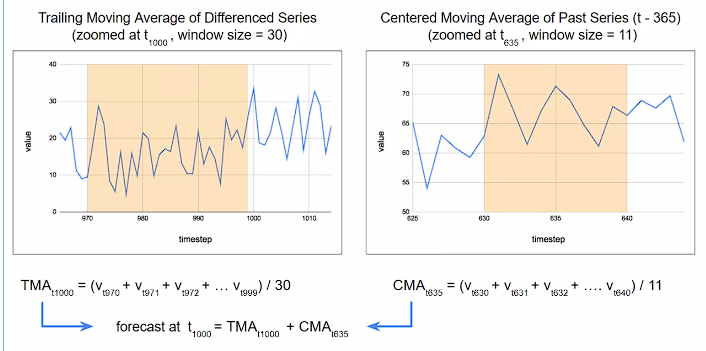 Trailing Moving Average of Differenced Series
(zoomed at t1000 , window size = 30)
Centered Moving Average of Past Series (t - 365)
(zoomed at t635 , window size = 11)
40
30
20
10
0
value
970
980
990
1000
1010
timestep
75
70
65
60
55
50
value
625
630
635
640
timestep
TMAt1000 = (vt970 + vt971 + vt972 + … vt999) / 30
CMAt635 = (vt630 + vt631 + vt632 + …. vt640) / 11
forecast at t1000 = TMAt1000 + CMAt635